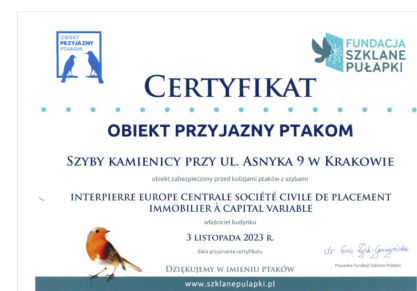 OBIEKT
PRZYJAZNY
PTAKOM
FUNDACJA
SZKLANE
PUŁAPKI
CERTYFIKAT
OBIEKT PRZYJAZNY PTAKOM
SZYBY KAMIENICY PRZY UL. ASNYKA 9 W KRAKOWIE
obiekt zabezpieczony przed kolizjami ptaków z szybami
INTERPIERRE EUROPE CENTRALE SOCIÉTÉ CIVILE DE PLACEMENT
IMMOBILIER À CAPITAL VARIABLE
właściciel budynku
3 LISTOPADA 2023 R.
data przyznania certyfikatu
dr Ewa
Prezeska Fundacji Szklane Pułapki
DZIĘKUJEMY W IMIENIU PTAKÓW
www.szklanepulapki.pl